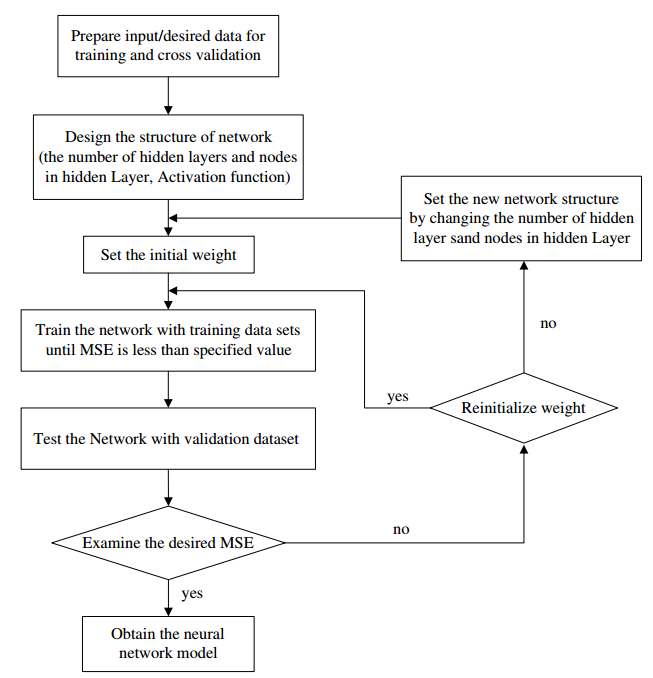 Prepare input/desired data for
training and cross validation
Design the structure of network
(the number of hidden layers and nodes
in hidden Layer, Activation function)
Set the new network structure
by changing the number of hidden
layer sand nodes in hidden Layer
Set the initial weight
no
Train the network with training data sets
until MSE is less than specified value
yes
Reinitialize weight
Test the Network with validation dataset
no
Examine the desired MSE
yes
Obtain the neural
network model